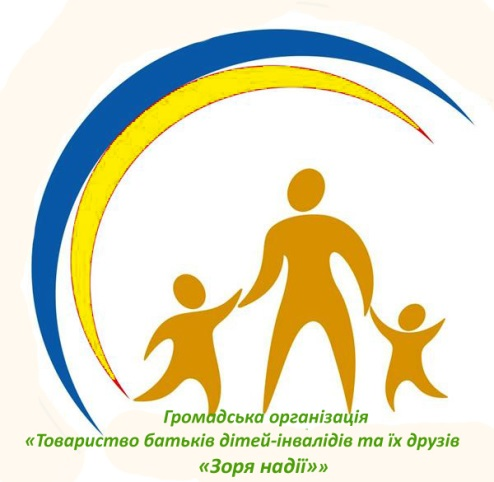 Громадська організація
«Товариство батьків дітей-інвалідів та їх друзів
«Зоря надії»»